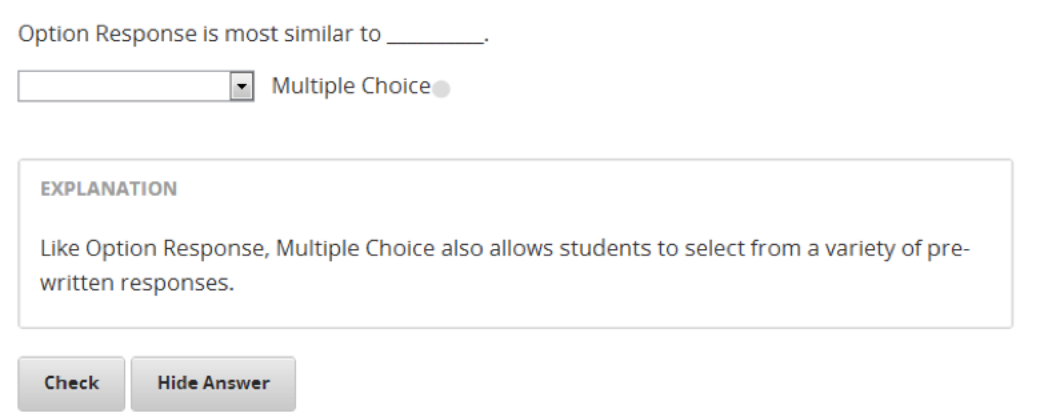 Option Response is most similar to __________.
Multiple Choice
EXPLANATION
Like Option Response, Multiple Choice also allows students to select from a variety of pre-
written responses.
Check Hide Answer